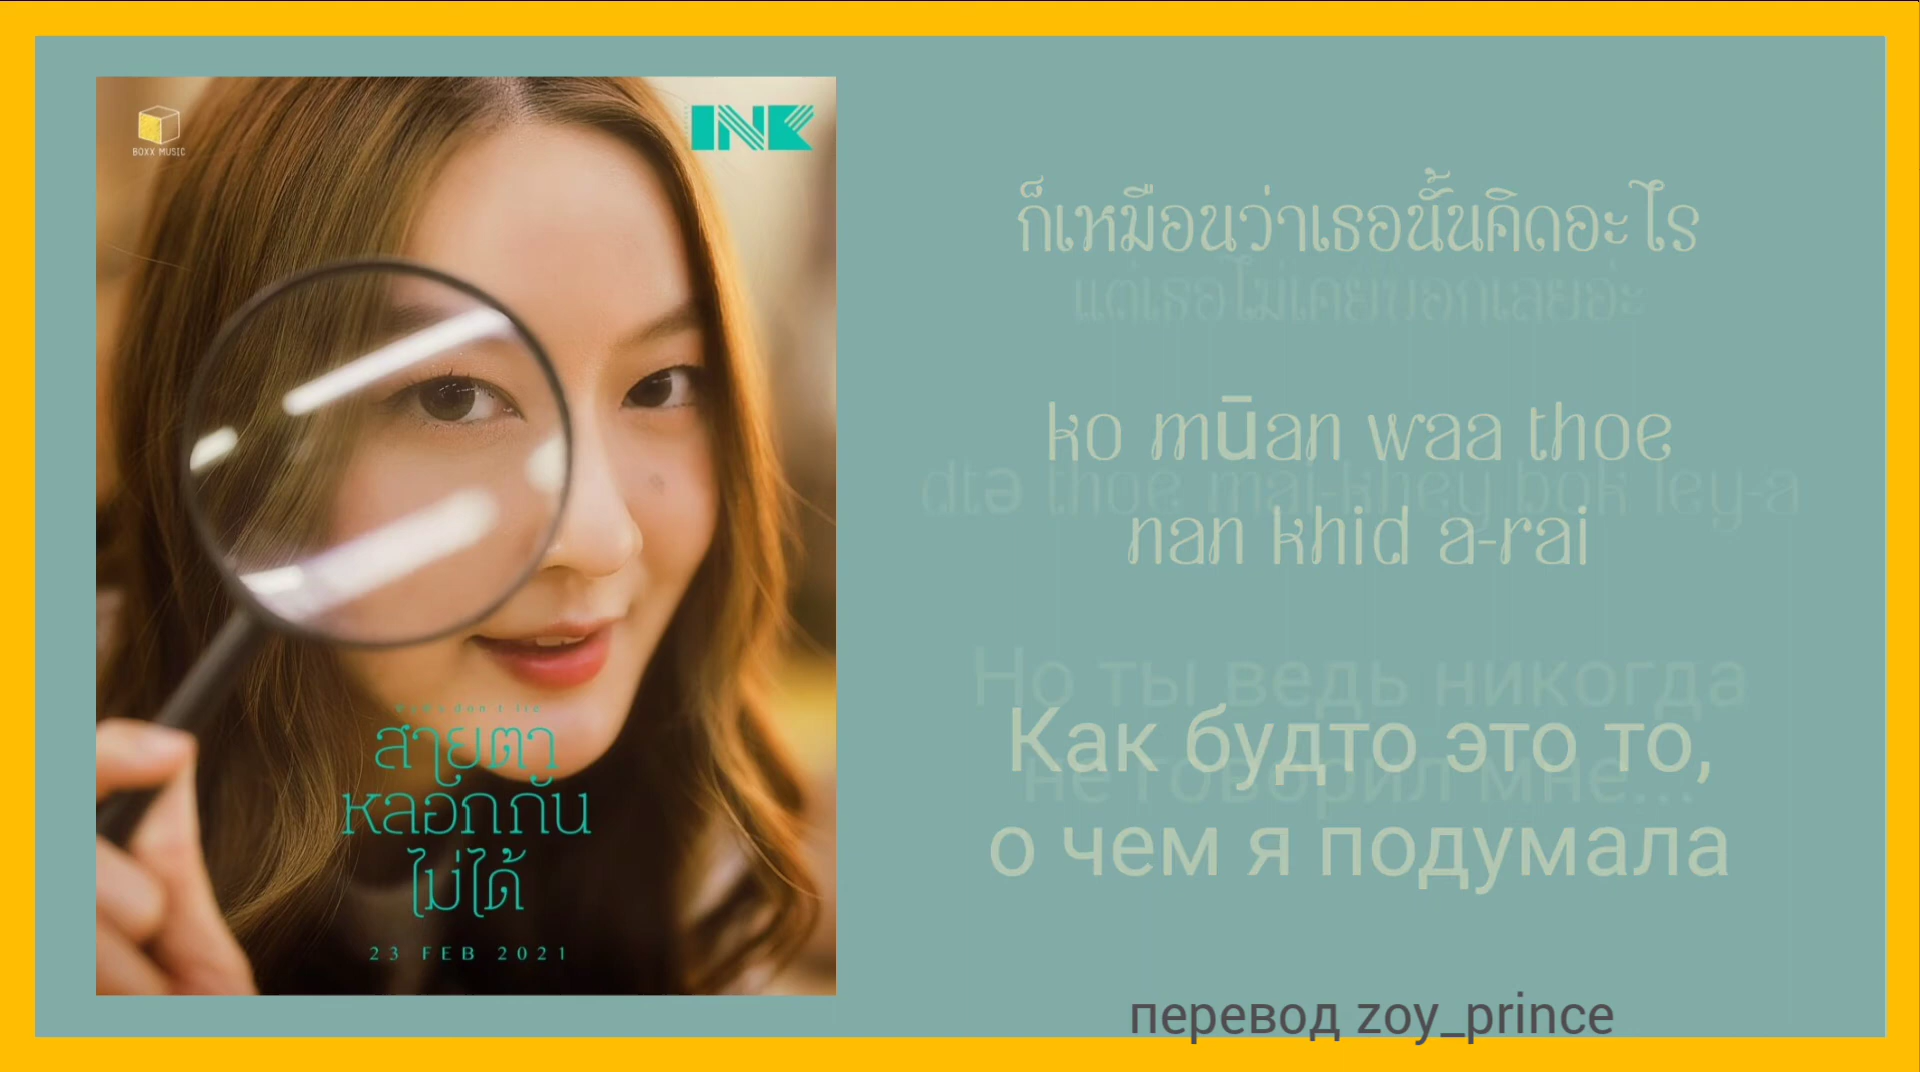 BOXX MUSIC
INK
สายตา
หลอกกัน
ไม่ได้
23 FEB 2021
ก็เหมือนว่าเธอนั้นคิดอะไร
แต่เธอไม่เคยบอกเลยอ่ะ
ko mūan waa thoe
dtə thoe mai-khey bok ley-a
nan khid a-rai
Но ты ведь никогда
Как будто это то,
не говорил мне...
о чем я подумала
перевод zoy_prince